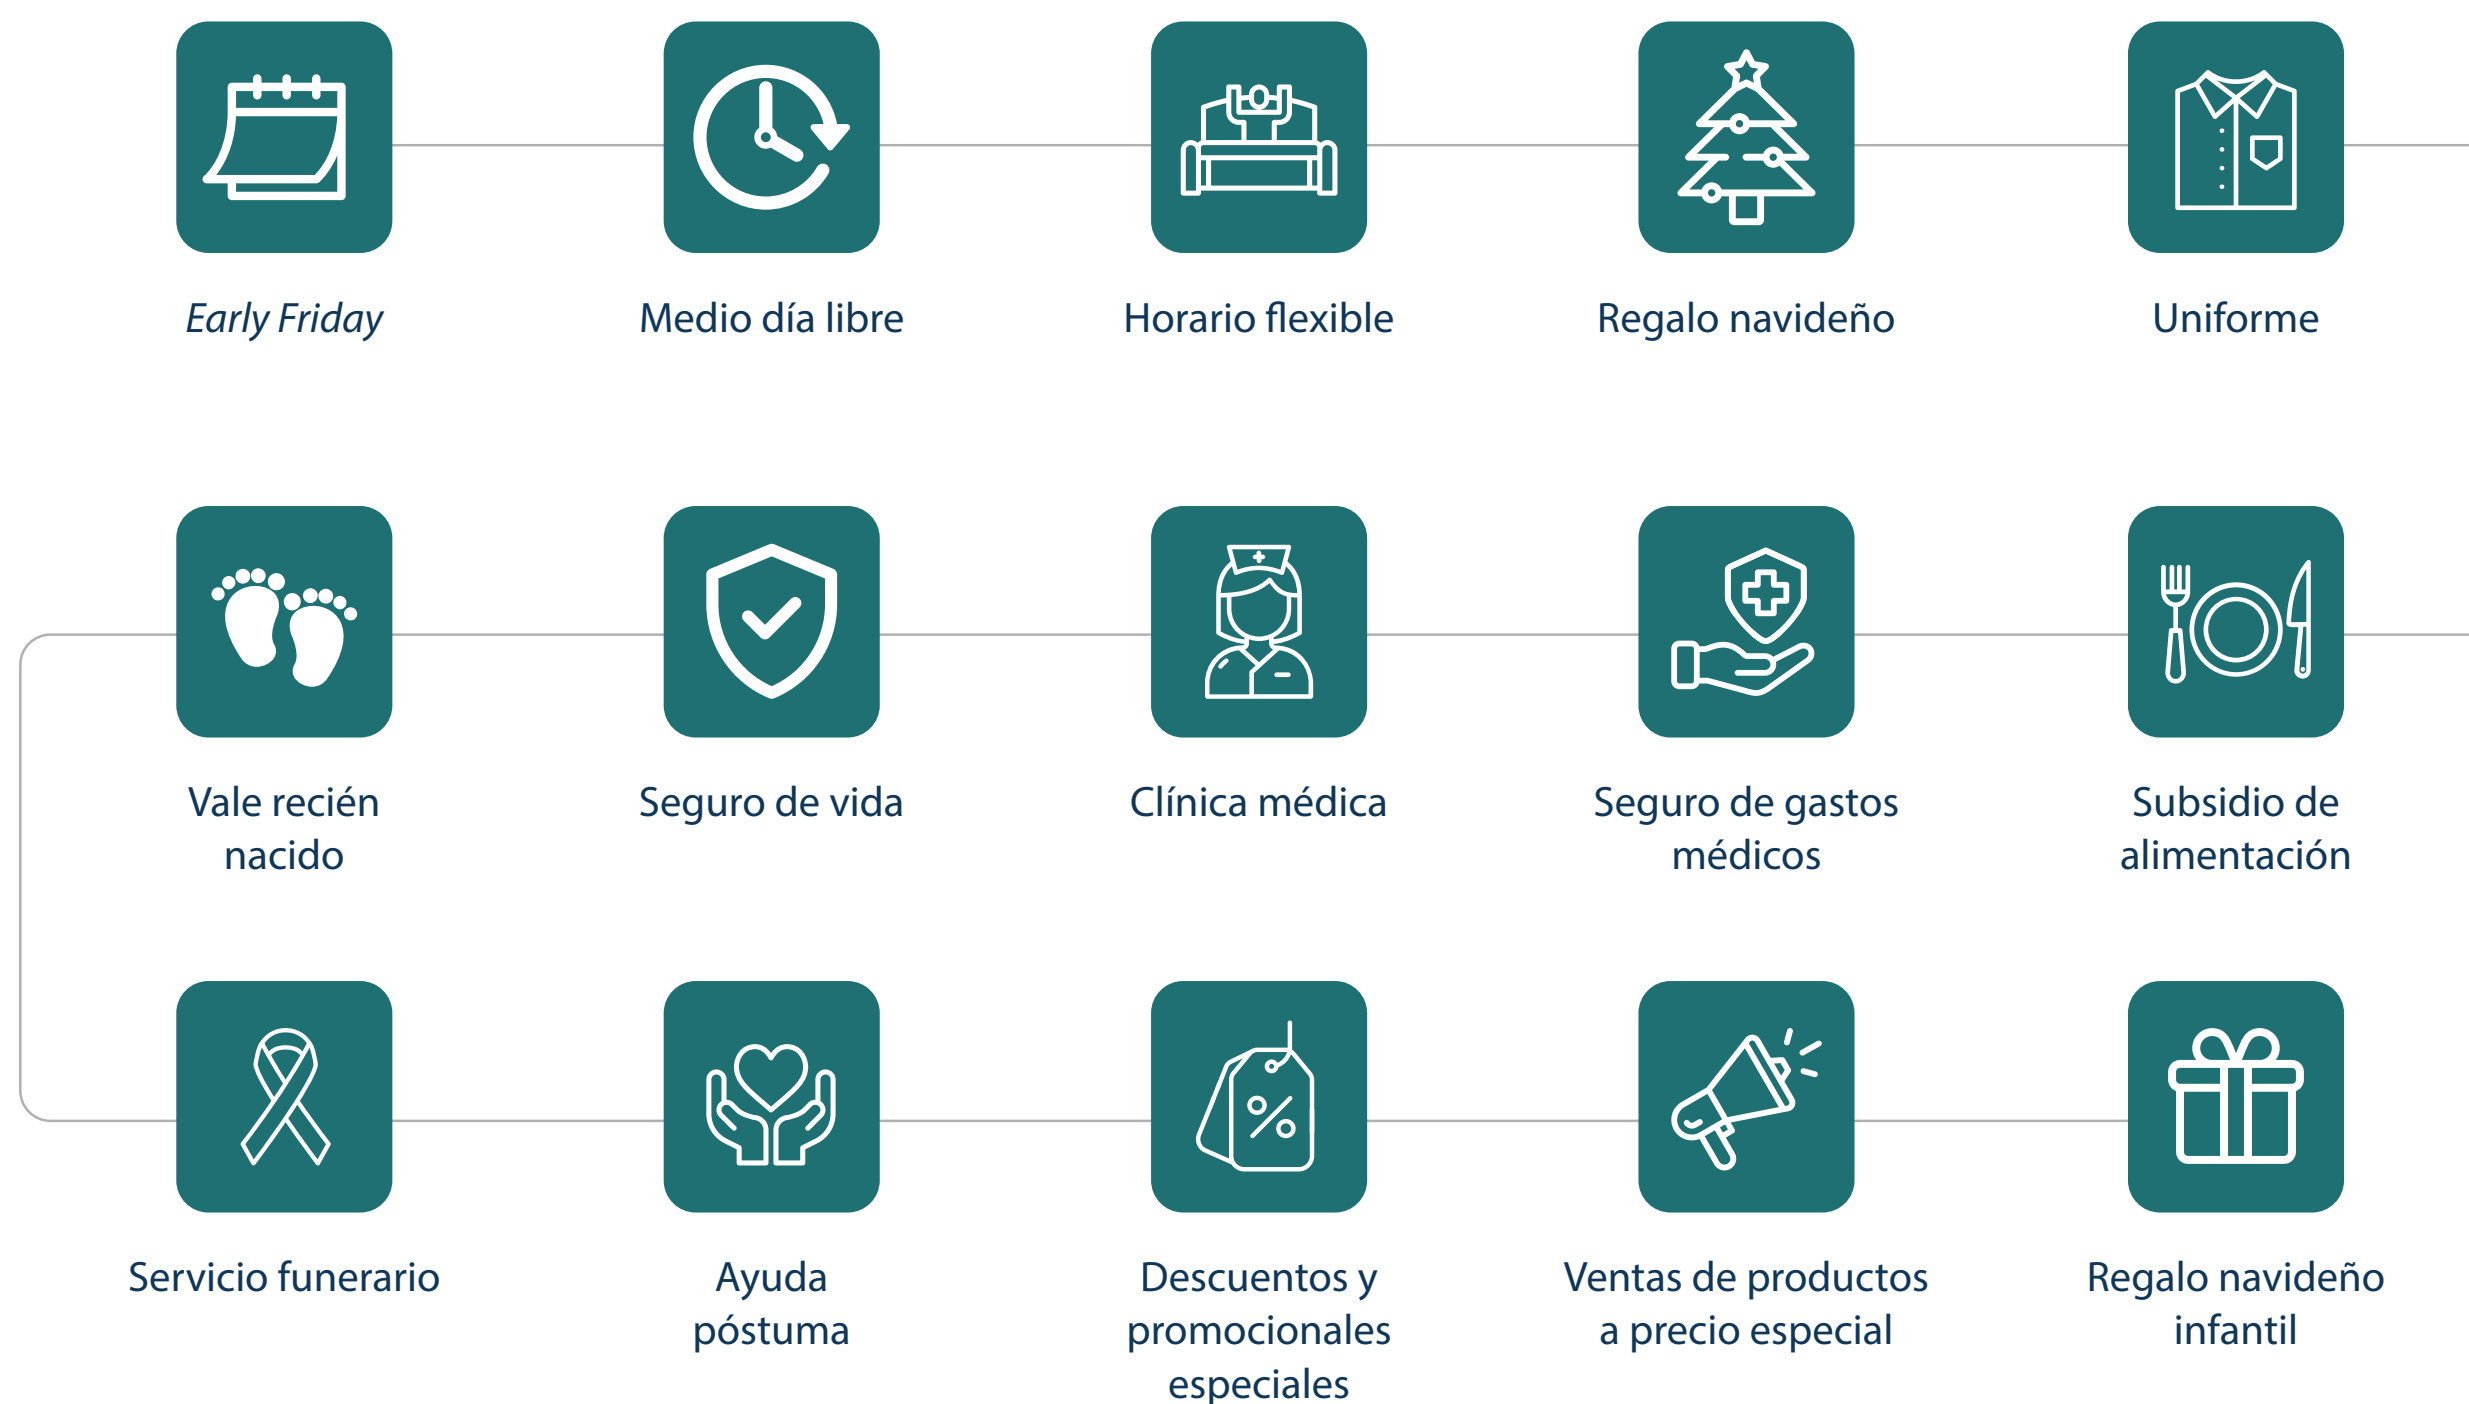 Early Friday
Medio día libre
Horario flexible
Regalo navideño
Uniforme
Vale recién
nacido
Seguro de vida
Clínica médica
Seguro de gastos
médicos
Subsidio de
alimentación
Servicio funerario
Ayuda
póstuma
Descuentos y
promocionales
especiales
Ventas de productos
a precio especial
Regalo navideño
infantil